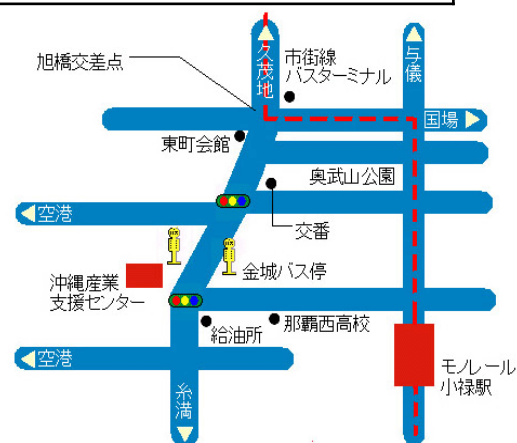 久茂地
与儀
旭橋交差点
市街線
バスターミナル
国場
東町会館
奥武山公園
空港
交番
金城バス停
沖縄産業
支援センター
給油所
那覇西高校
空港
モノレール
小禄駅
糸満